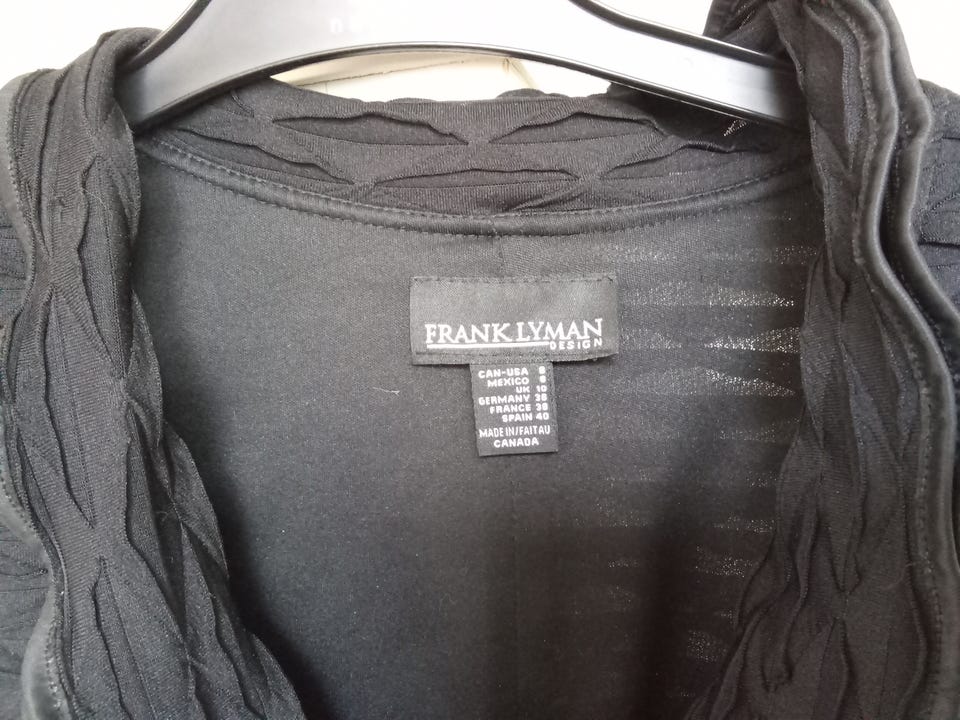 FRANK LYMAN
DESIGN
CAN-USA 8
MEXICO 8
UK 10
GERMANY 38
FRANCE 38
SPAIN 40
MADE IN/FAIT AU
CANADA